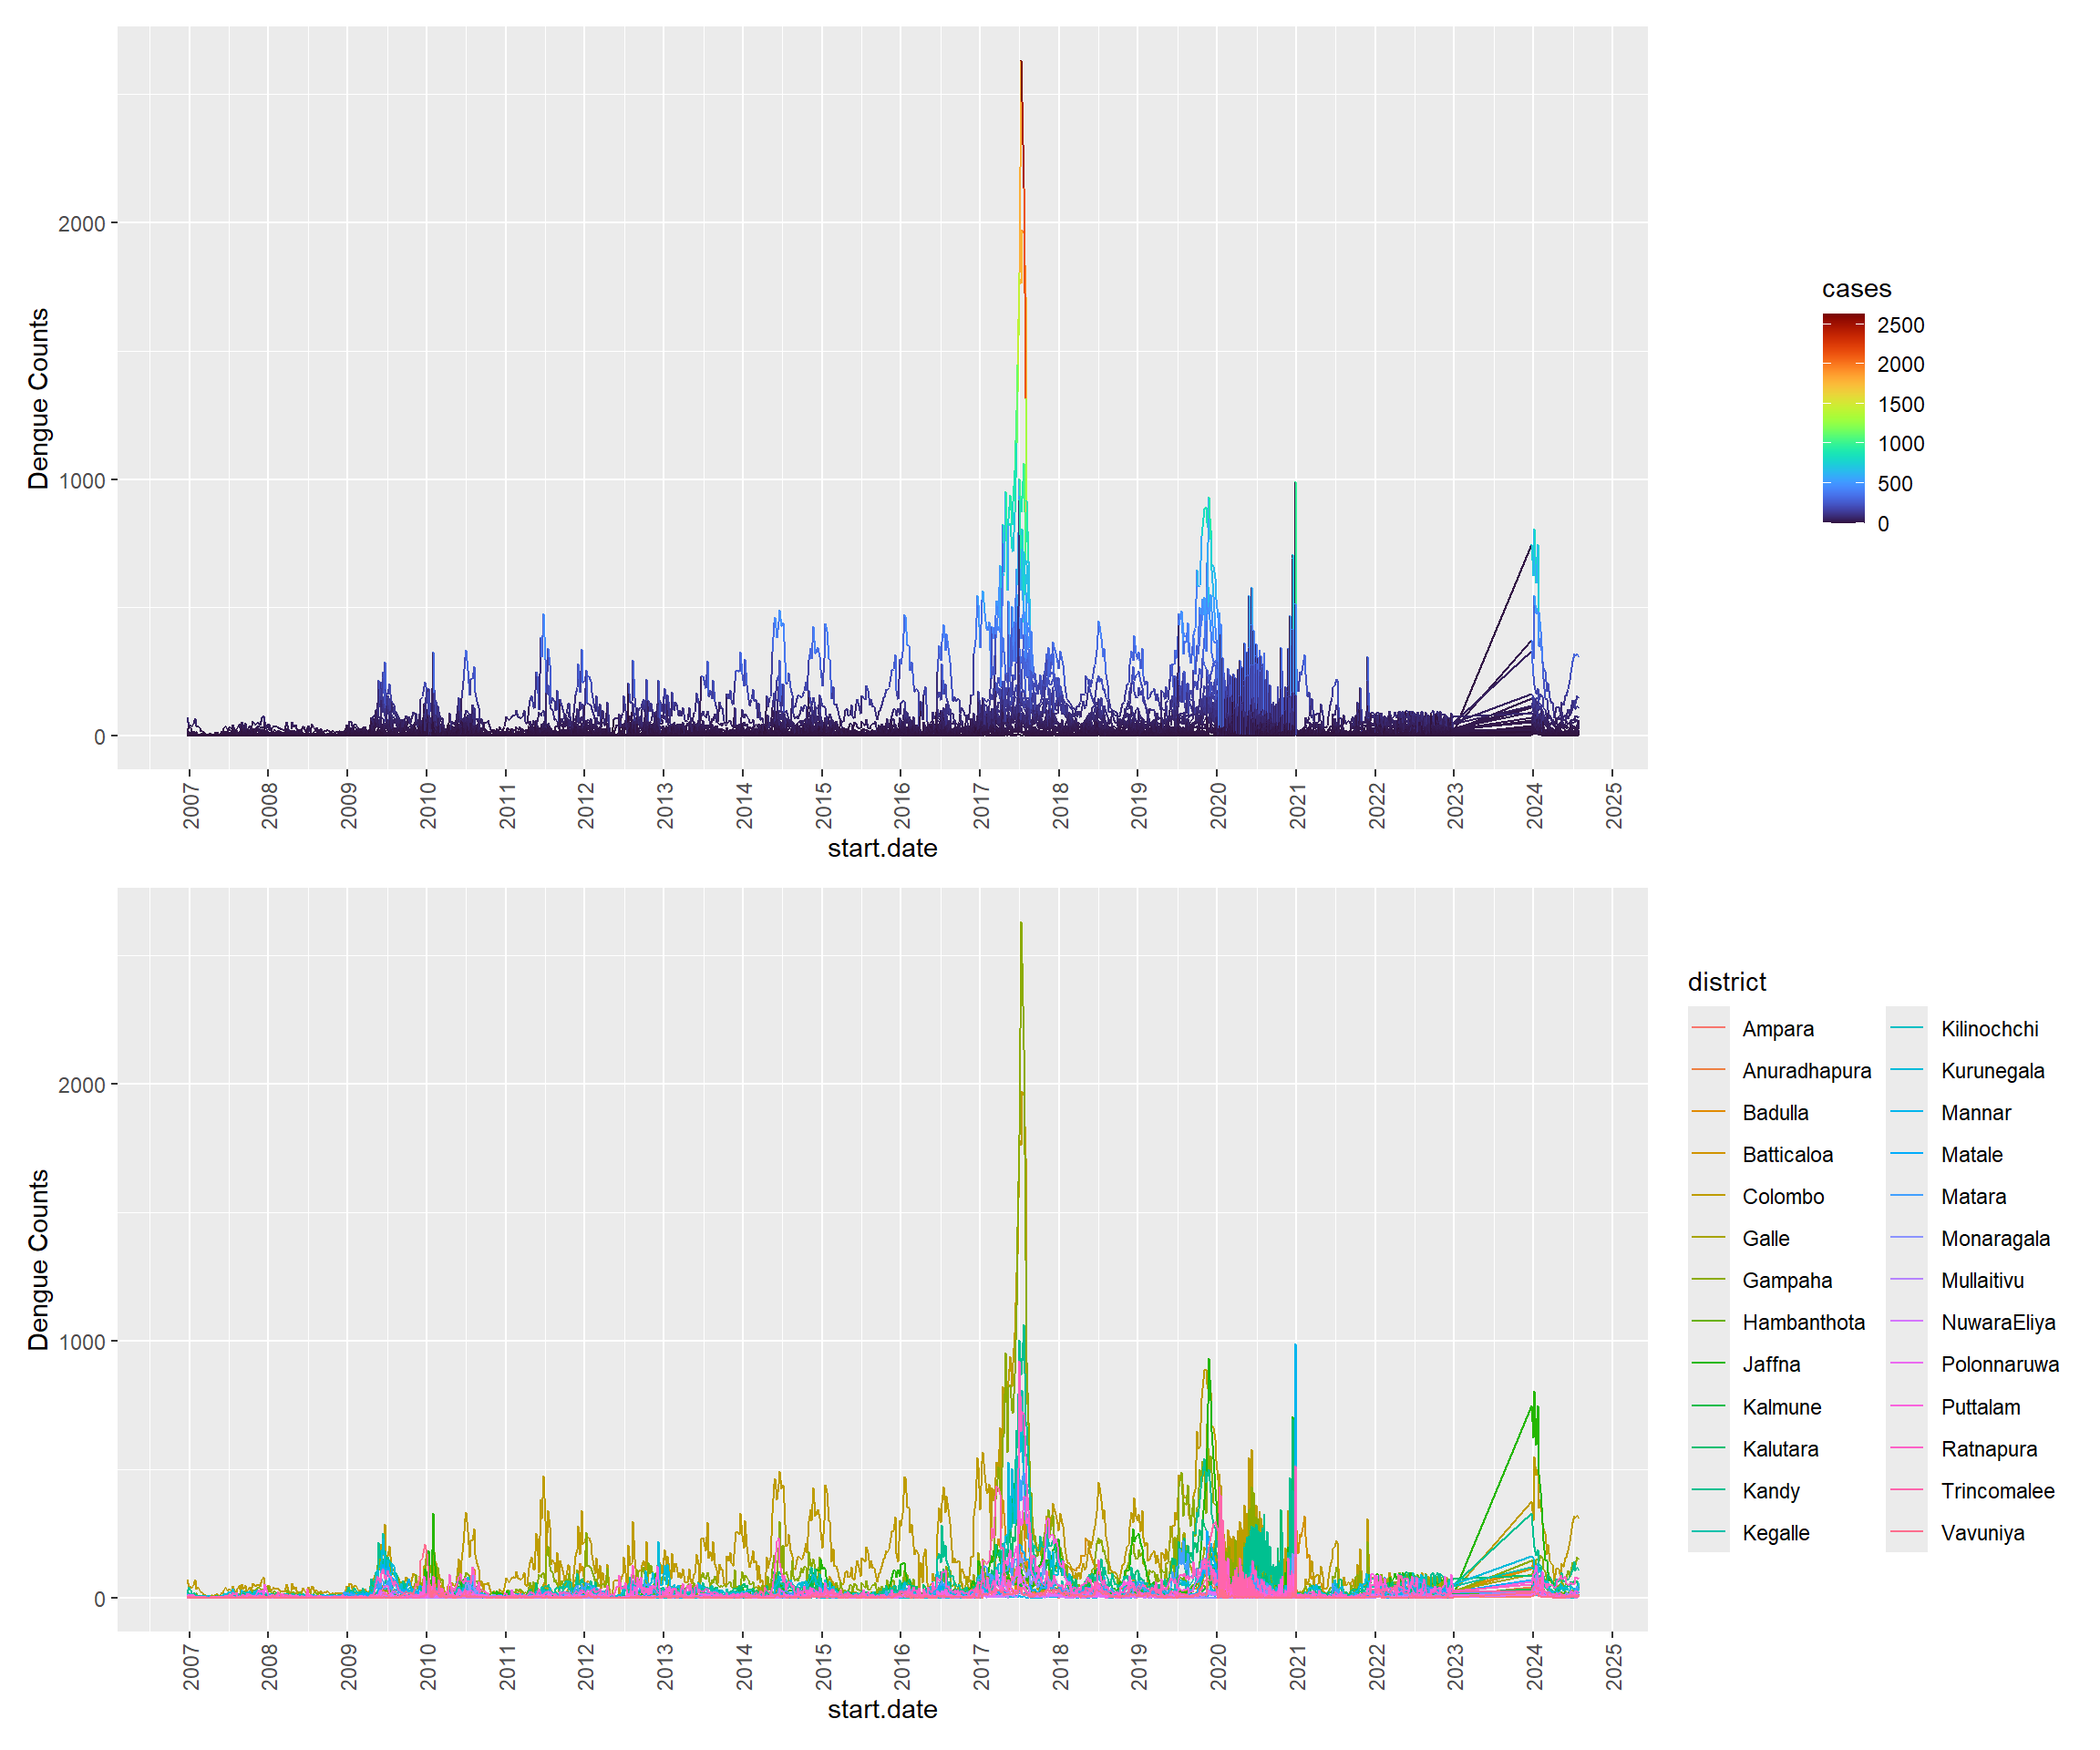 2000
1000
0
Dengue Counts
2007 2008 2009 2010 2011 2012 2013 2014 2015 2016 2017 2018 2019 2020 2021 2022 2023 2024 2025
start.date
cases
2500
2000
1500
1000
500
0
2000
1000
0
Dengue Counts
2007 2008 2009 2010 2011 2012 2013 2014 2015 2016 2017 2018 2019 2020 2021 2022 2023 2024 2025
start.date
district
Ampara
Anuradhapura
Badulla
Batticaloa
Colombo
Galle
Gampaha
Hambanthota
Jaffna
Kalmune
Kalutara
Kandy
Kegalle
Kilinochchi
Kurunegala
Mannar
Matale
Matara
Monaragala
Mullaitivu
NuwaraEliya
Polonnaruwa
Puttalam
Ratnapura
Trincomalee
Vavuniya